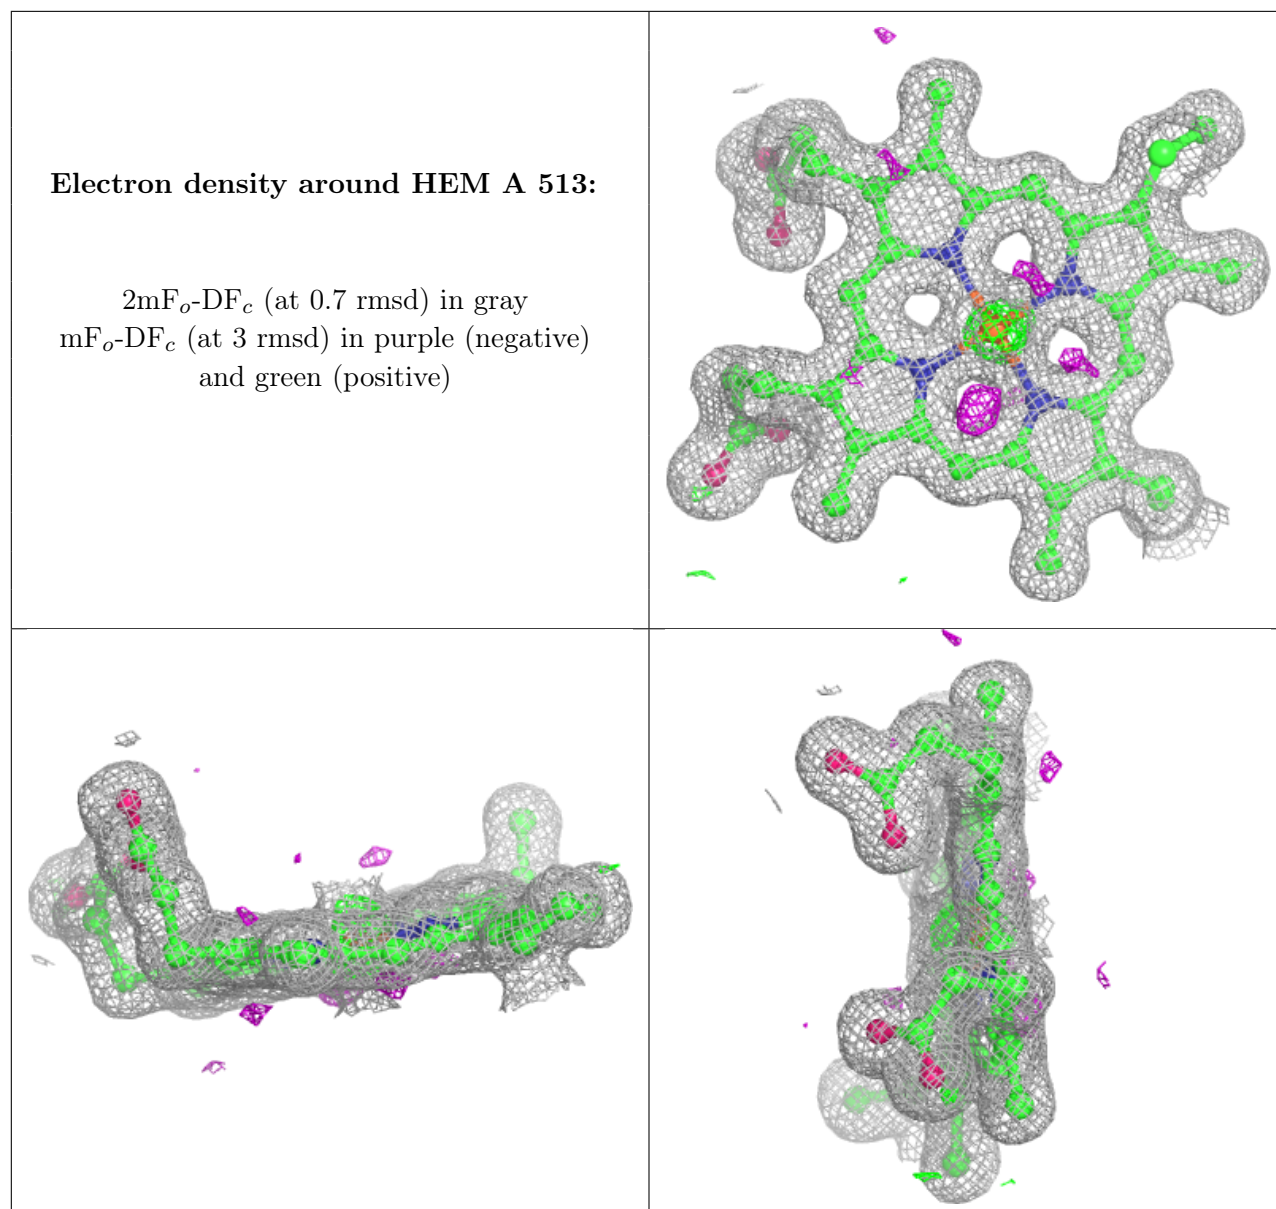 Electron density around HEM A 513:
2mFₒ-DF𝒸 (at 0.7 rmsd) in gray
mFₒ-DF𝒸 (at 3 rmsd) in purple (negative)
and green (positive)